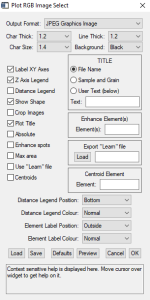 Plot RGB Image Select
Output Format: JPEG Graphics Image
Char Thick: 1.2 Line Thick: 1.2
Char Size: 1.4 Background: Black
Label XY Axes
Z Axis Legend
Distance Legend
Show Shape
Crop Images
Plot Title
Absolute
Enhance spots
Max area
Use "Learn" file
Centroids
TITLE
File Name
Sample and Grain
User Text (below)
Text:
Enhance Element(s)
Element(s):
Export "Learn" file
Load
Centroid Element
Element:
Distance Legend Position: Bottom
Distance Legend Colour: Normal
Element Label Position: Outside
Element Label Colour: Normal
Load Save Defaults Preview Cancel OK
Context sensitive help is displayed here. Move cursor over
widget to get help on it.